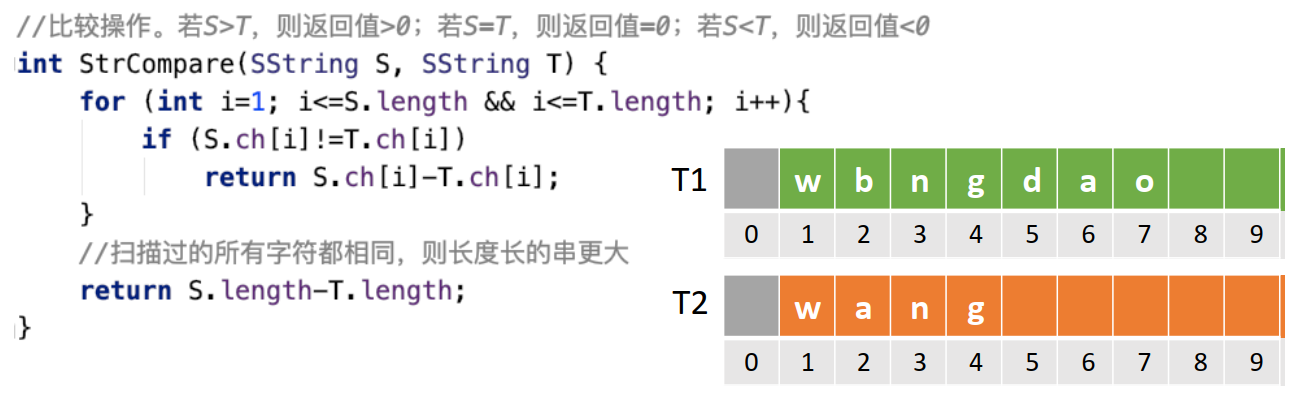 //比较操作。若S>T，则返回值>0；若S=T，则返回值=0；若S<T，则返回值<0
int StrCompare(SString S, SString T) {
for (int i=1; i<=S.length && i<=T.length; i++){
if (S.ch[i]!=T.ch[i])
return S.ch[i]-T.ch[i];
}
//扫描过的所有字符都相同，则长度长的串更大
return S.length-T.length;
}
T1 w b n g d a o
0 1 2 3 4 5 6 7 8 9
T2 w a n g
0 1 2 3 4 5 6 7 8 9